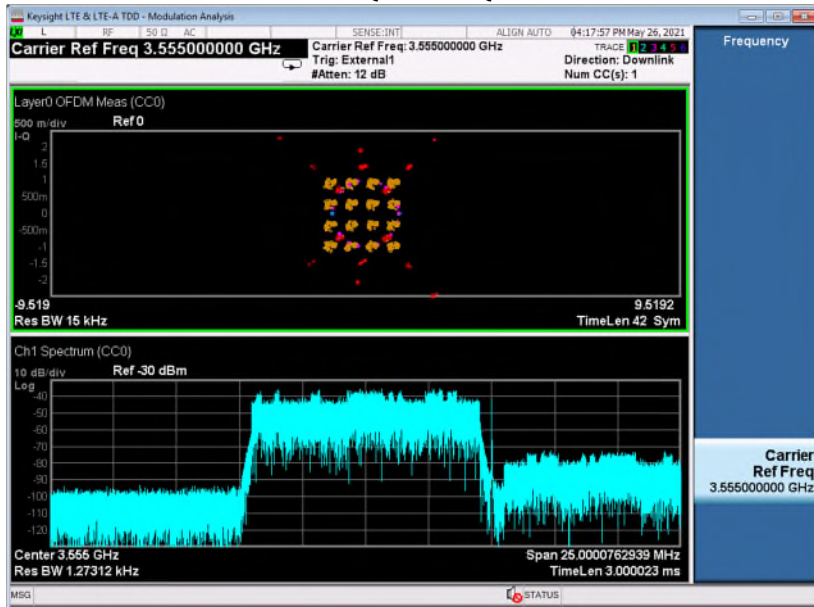 Keysight LTE & LTE-A TDD - Modulation Analysis
L RF 50 Ω AC SENSE:INT ALIGN AUTO 04:17:57 PM May 26, 2021
Carrier Ref Freq 3.555000000 GHz
Carrier Ref Freq: 3.555000000 GHz
Trig: External1
#Atten: 12 dB
TRACE 1 2 3 4 5 6
Direction: Downlink
Num CC(s): 1
Frequency
Layer0 OFDM Meas (CC0)
500 m/div Ref 0
I-Q
2
1.5
1
500m
0
-500m
-1
-1.5
-2
-9.519 9.5192
Res BW 15 kHz TimeLen 42 Sym
Ch1 Spectrum (CC0)
10 dB/div Ref -30 dBm
Log
-40
-50
-60
-70
-80
-90
-100
-110
-120
Center 3.555 GHz Span 25.0000762939 MHz
Res BW 1.27312 kHz TimeLen 3.000023 ms
Carrier
Ref Freq
3.555000000 GHz
MSG STATUS